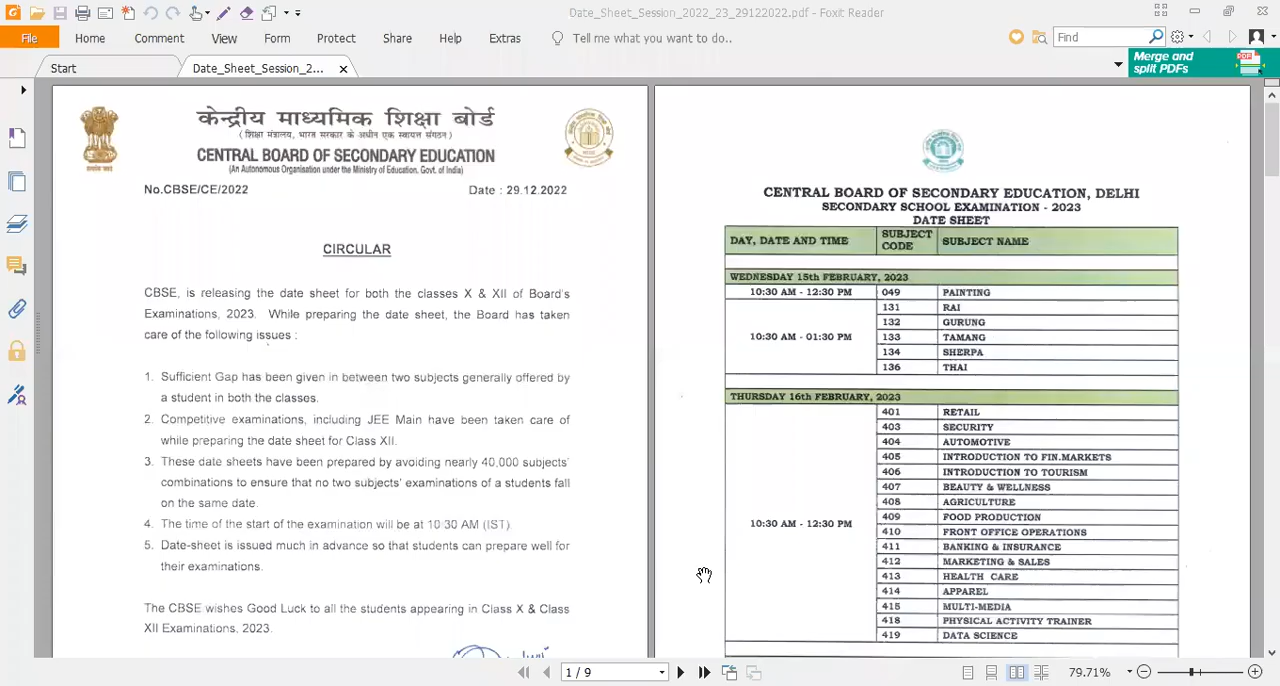 Date_Sheet_Session_2022_23_29122022.pdf - Foxit Reader
File Home Comment View Form Protect Share Help Extras Tell me what you want to do.. Find
Start Date_Sheet_Session_2... Merge and
split PDFs
PDF
केन्द्रीय माध्यमिक शिक्षा बोर्ड
(शिक्षा मंत्रालय, भारत सरकार के अधीन एक स्वायत्त संगठन)
CENTRAL BOARD OF SECONDARY EDUCATION
(An Autonomous Organisation under the Ministry of Education, Govt. of India)
No.CBSE/CE/2022 Date : 29.12.2022
CIRCULAR
CBSE, is releasing the date sheet for both the classes X & XII of Board's
Examinations, 2023. While preparing the date sheet, the Board has taken
care of the following issues :
1. Sufficient Gap has been given in between two subjects generally offered by
a student in both the classes.
2. Competitive examinations, including JEE Main have been taken care of
while preparing the date sheet for Class XII.
3. These date sheets have been prepared by avoiding nearly 40,000 subjects'
combinations to ensure that no two subjects' examinations of a students fall
on the same date.
4. The time of the start of the examination will be at 10:30 AM (IST).
5. Date-sheet is issued much in advance so that students can prepare well for
their examinations.
The CBSE wishes Good Luck to all the students appearing in Class X & Class
XII Examinations, 2023.
CENTRAL BOARD OF SECONDARY EDUCATION, DELHI
SECONDARY SCHOOL EXAMINATION - 2023
DATE SHEET
DAY, DATE AND TIME SUBJECT CODE SUBJECT NAME
WEDNESDAY 15th FEBRUARY, 2023
10:30 AM - 12:30 PM 049 PAINTING
131 RAI
132 GURUNG
10:30 AM - 01:30 PM 133 TAMANG
134 SHERPA
136 THAI
THURSDAY 16th FEBRUARY, 2023
401 RETAIL
403 SECURITY
404 AUTOMOTIVE
405 INTRODUCTION TO FIN.MARKETS
406 INTRODUCTION TO TOURISM
407 BEAUTY & WELLNESS
408 AGRICULTURE
409 FOOD PRODUCTION
10:30 AM - 12:30 PM 410 FRONT OFFICE OPERATIONS
411 BANKING & INSURANCE
412 MARKETING & SALES
413 HEALTH CARE
414 APPAREL
415 MULTI-MEDIA
418 PHYSICAL ACTIVITY TRAINER
419 DATA SCIENCE
1 / 9 79.71%